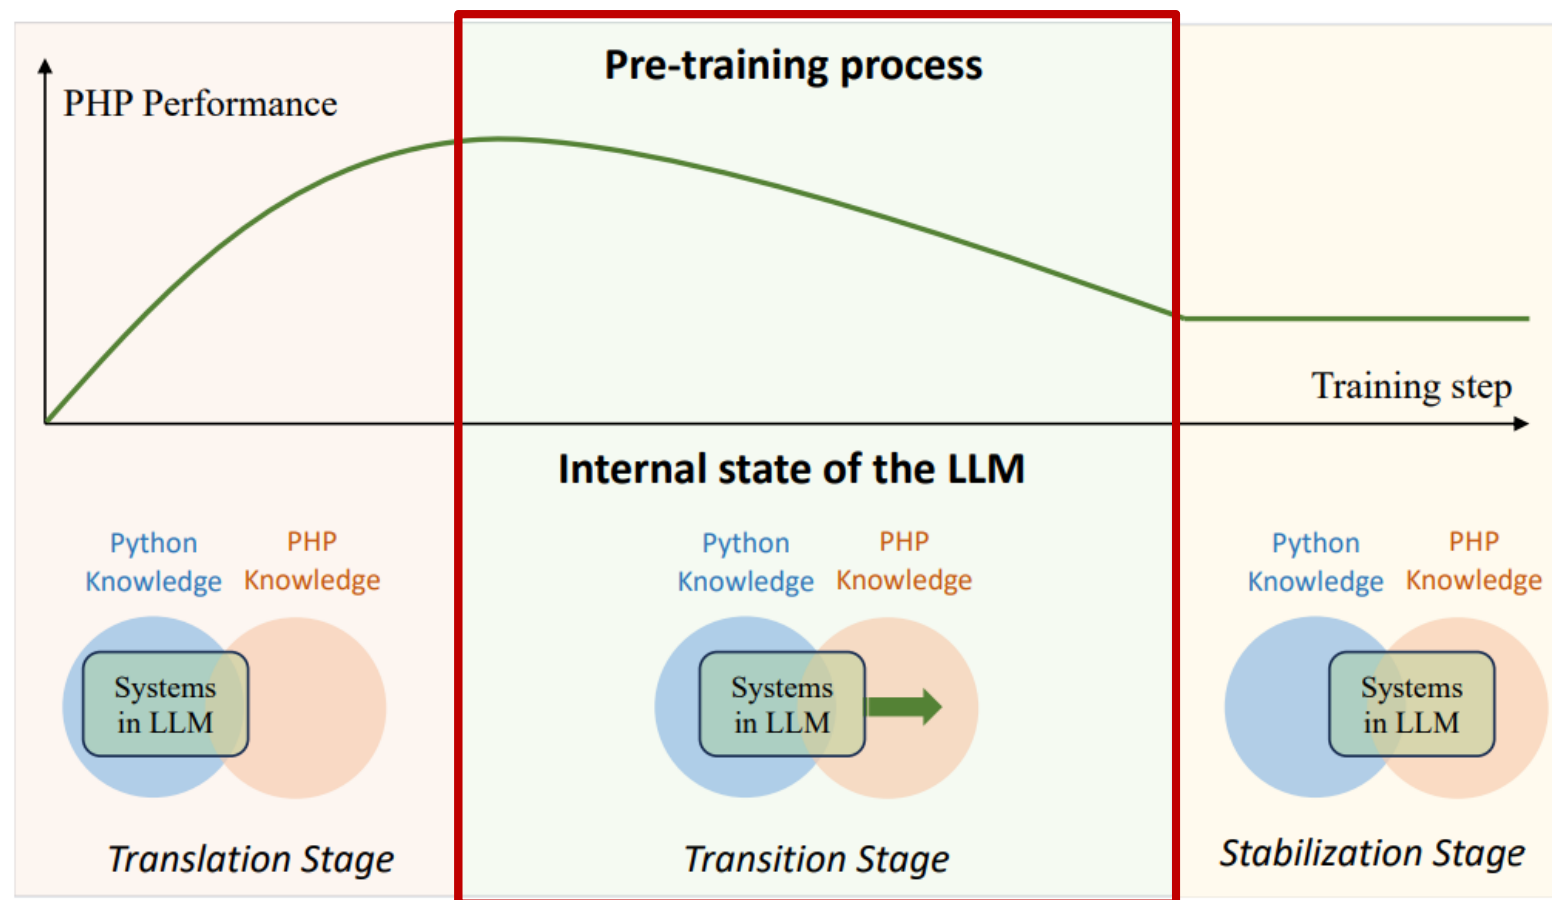 Pre-training process
PHP Performance
Training step
Internal state of the LLM
Python
Knowledge
PHP
Knowledge
Systems
in LLM
Translation Stage
Python
Knowledge
PHP
Knowledge
Systems
in LLM
Transition Stage
Python
Knowledge
PHP
Knowledge
Systems
in LLM
Stabilization Stage